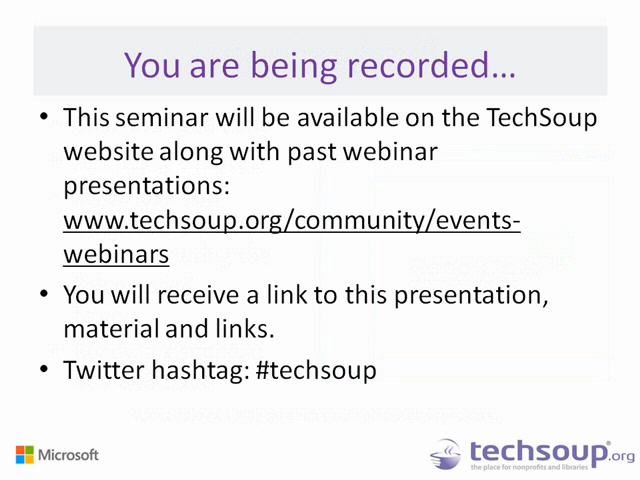 You are being recorded...
• This seminar will be available on the TechSoup
website along with past webinar
presentations:
www.techsoup.org/community/events-
webinars
• You will receive a link to this presentation,
material and links.
• Twitter hashtag: #techsoup
Microsoft
techsoup.org
the place for nonprofits and libraries